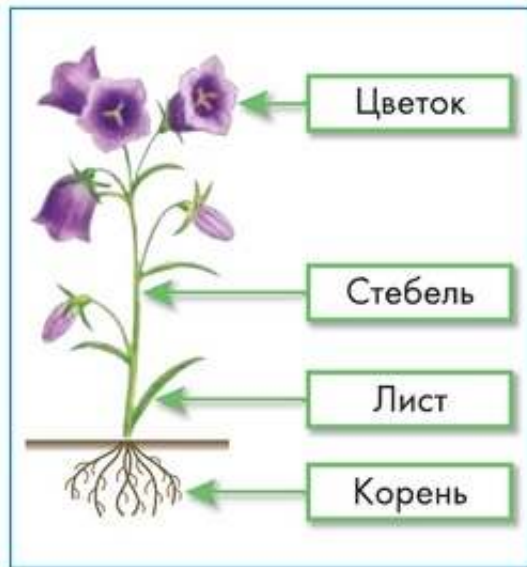 Цветок
Стебель
Лист
Корень